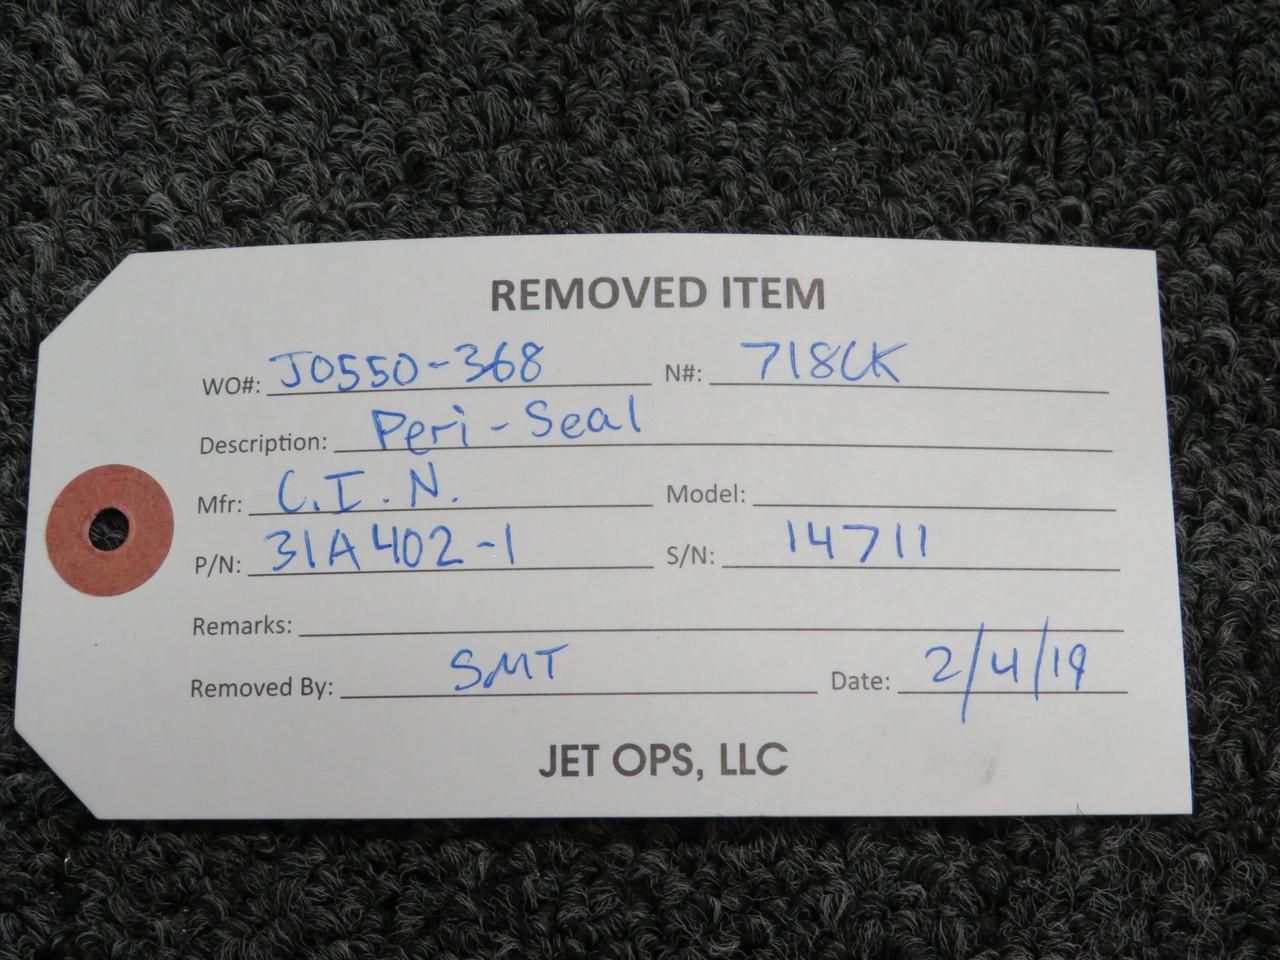 REMOVED ITEM
WO#: J0550-368 N#: 718CK
Description: Peri-Seal
Mfr: C.I.N. Model:
P/N: 31A402-1 S/N: 14711
Remarks:
Removed By: SMT Date: 2/4/19
JET OPS, LLC